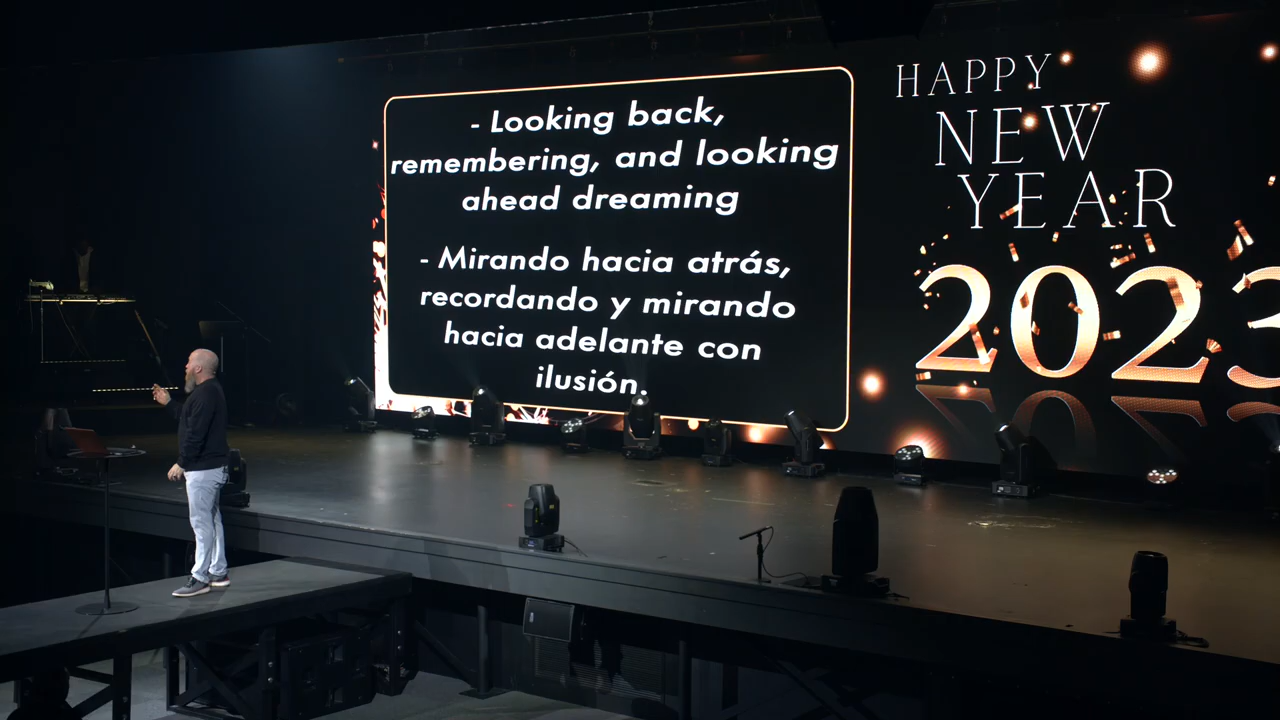 - Looking back,
remembering, and looking
ahead dreaming
- Mirando hacia atrás,
recordando y mirando
hacia adelante con
ilusión.
HAPPY
NEW
YEAR
2023